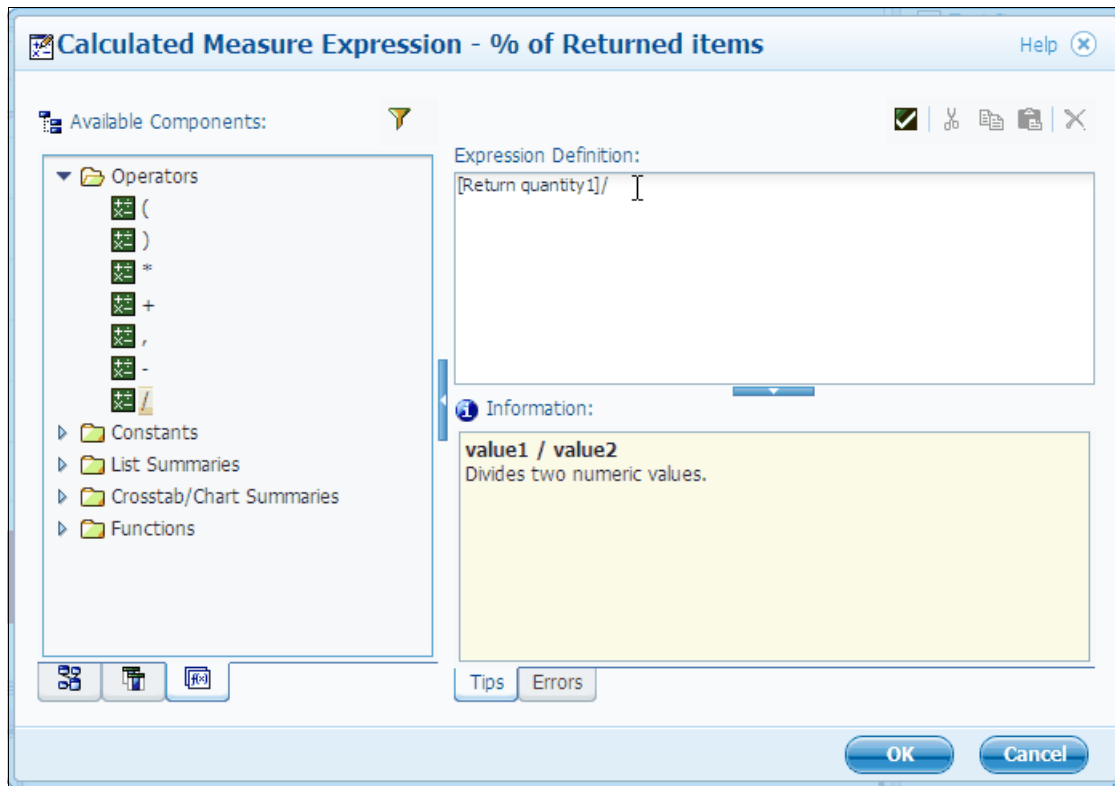 Calculated Measure Expression - % of Returned items
Help
Available Components:
Operators
(
)
*
+
,
-
/
Constants
List Summaries
Crosstab/Chart Summaries
Functions
Expression Definition:
[Return quantity1]/
Information:
value1 / value2
Divides two numeric values.
Tips Errors
OK Cancel